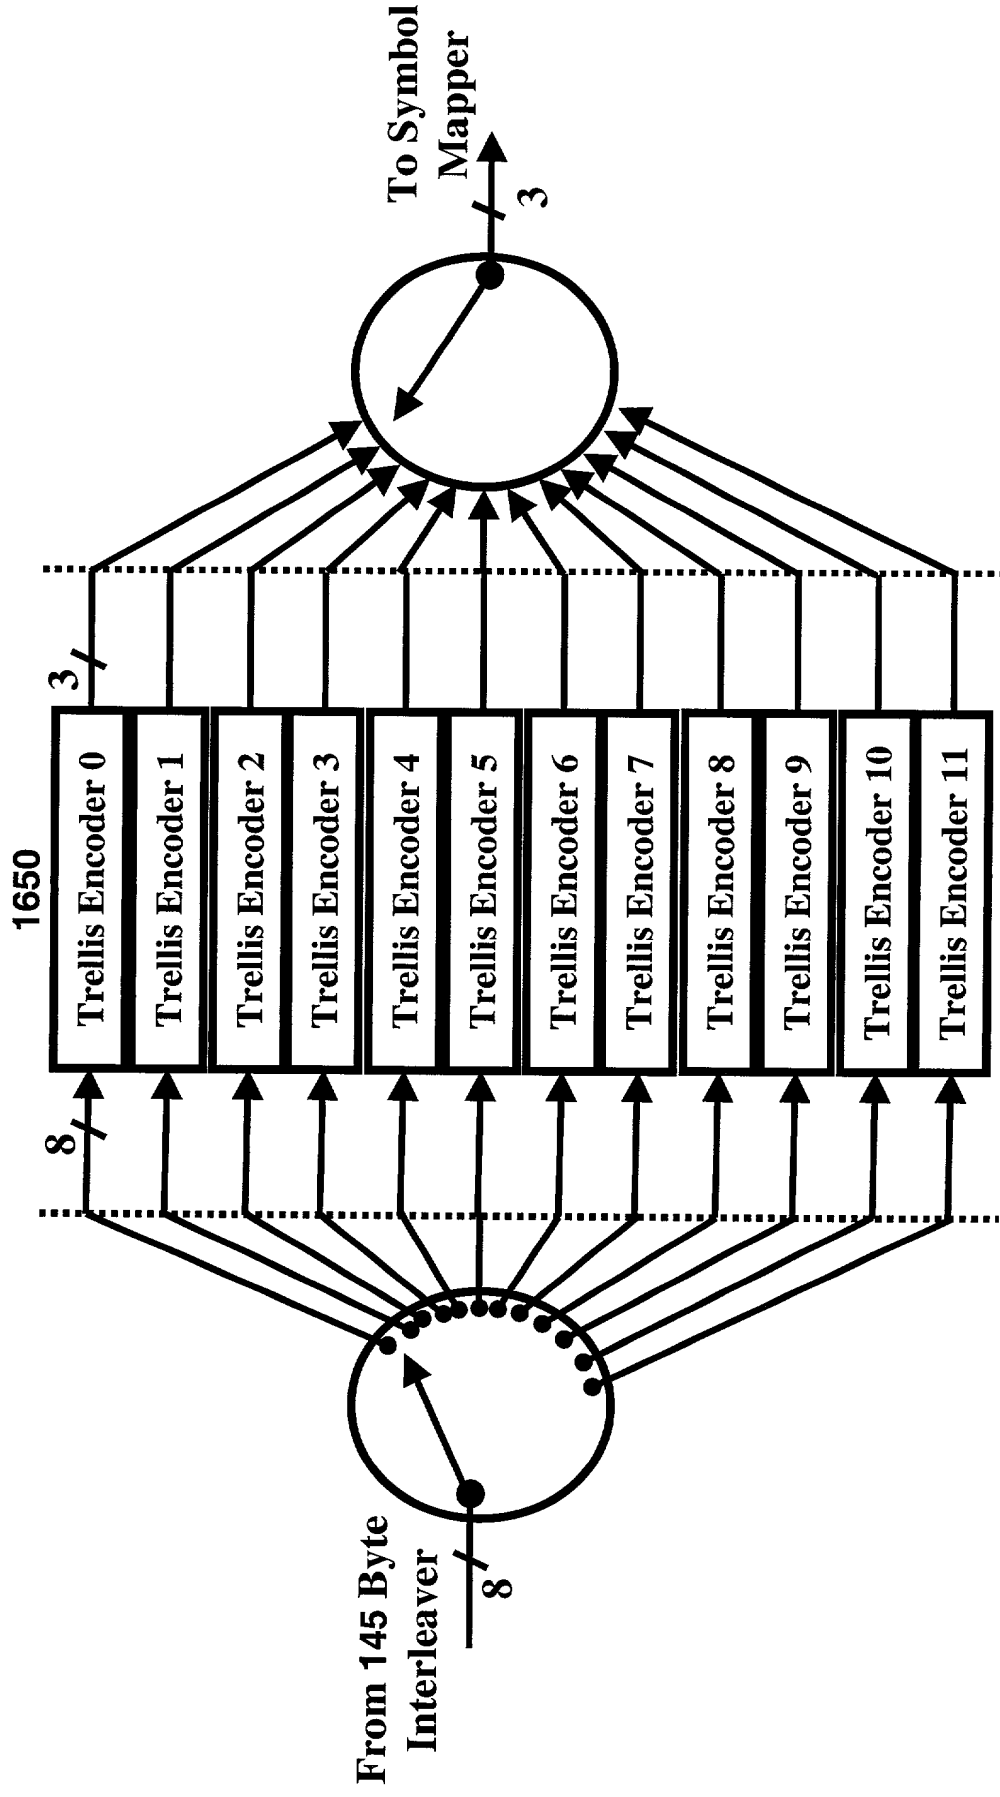 1650
From 145 Byte
Interleaver
8
8
Trellis Encoder 0
Trellis Encoder 1
Trellis Encoder 2
Trellis Encoder 3
Trellis Encoder 4
Trellis Encoder 5
Trellis Encoder 6
Trellis Encoder 7
Trellis Encoder 8
Trellis Encoder 9
Trellis Encoder 10
Trellis Encoder 11
3
To Symbol
Mapper
3